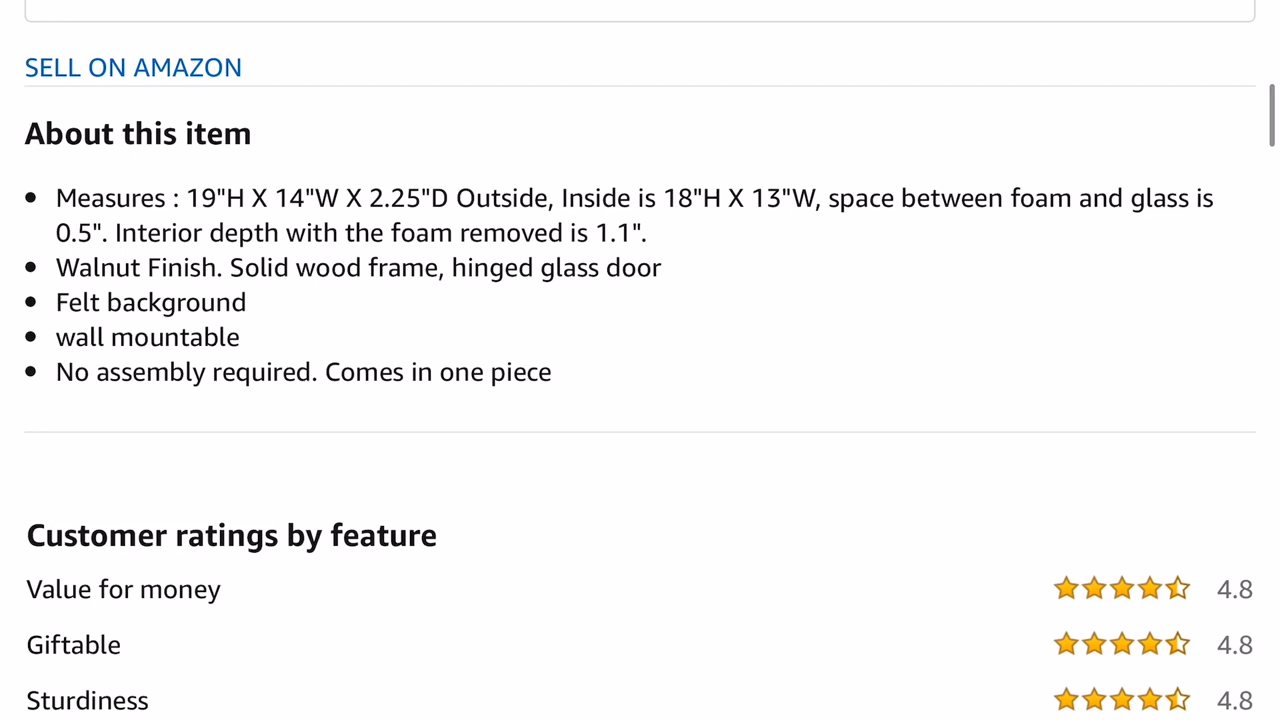 SELL ON AMAZON
About this item
Measures : 19"H X 14"W X 2.25"D Outside, Inside is 18"H X 13"W, space between foam and glass is
0.5". Interior depth with the foam removed is 1.1".
Walnut Finish. Solid wood frame, hinged glass door
Felt background
wall mountable
No assembly required. Comes in one piece
Customer ratings by feature
Value for money 4.8
Giftable 4.8
Sturdiness 4.8